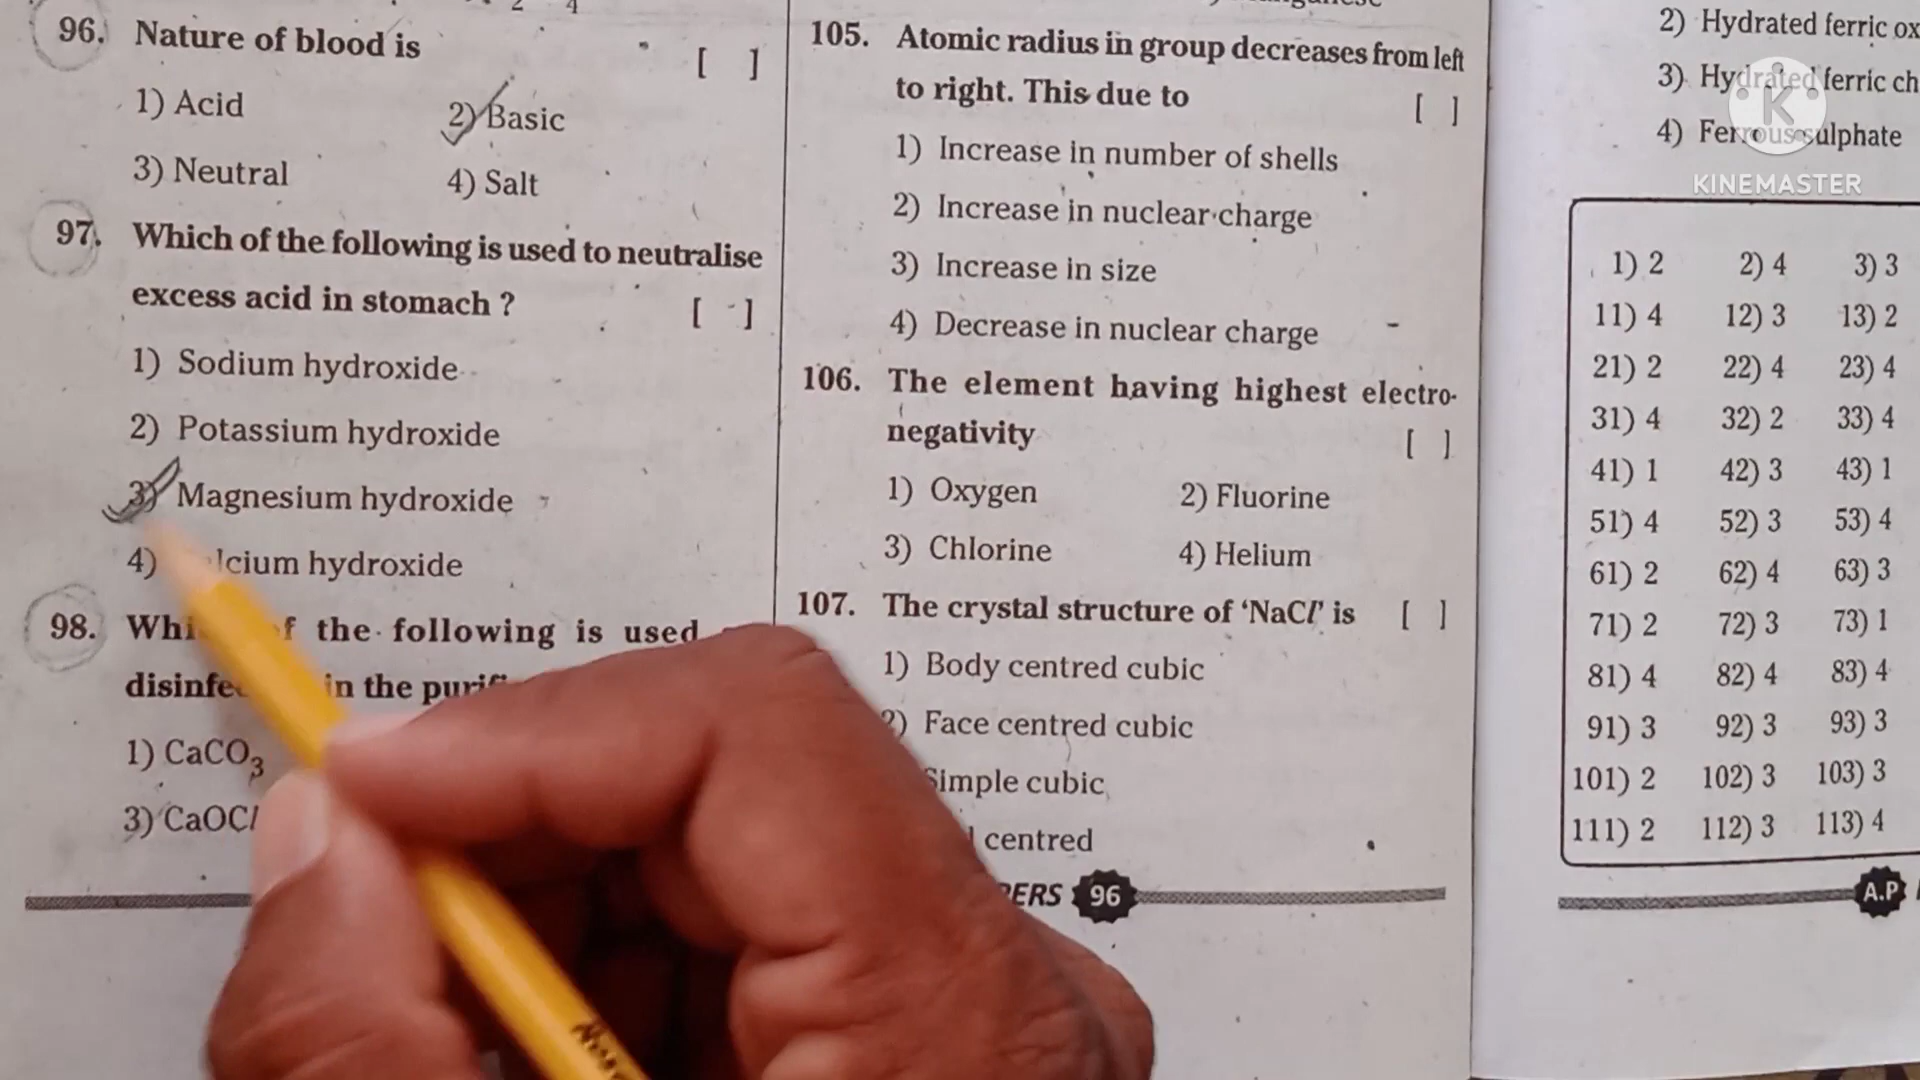 96. Nature of blood is [ ]
1) Acid 2) Basic
3) Neutral 4) Salt
97. Which of the following is used to neutralise
excess acid in stomach ? [ ]
1) Sodium hydroxide
2) Potassium hydroxide
3) Magnesium hydroxide
4) lcium hydroxide
98. Whi f the following is used
disinfe in the purif
1) CaCO3
3) CaOCl
105. Atomic radius in group decreases from left
to right. This due to [ ]
1) Increase in number of shells
2) Increase in nuclear charge
3) Increase in size
4) Decrease in nuclear charge
106. The element having highest electro-
negativity [ ]
1) Oxygen 2) Fluorine
3) Chlorine 4) Helium
107. The crystal structure of 'NaCl' is [ ]
1) Body centred cubic
2) Face centred cubic
Simple cubic
centred
ERS 96
2) Hydrated ferric ox
3) Hydrated ferric ch
4) Ferrous sulphate
K
KINEMASTER
1) 2 2) 4 3) 3
11) 4 12) 3 13) 2
21) 2 22) 4 23) 4
31) 4 32) 2 33) 4
41) 1 42) 3 43) 1
51) 4 52) 3 53) 4
61) 2 62) 4 63) 3
71) 2 72) 3 73) 1
81) 4 82) 4 83) 4
91) 3 92) 3 93) 3
101) 2 102) 3 103) 3
111) 2 112) 3 113) 4
A.P